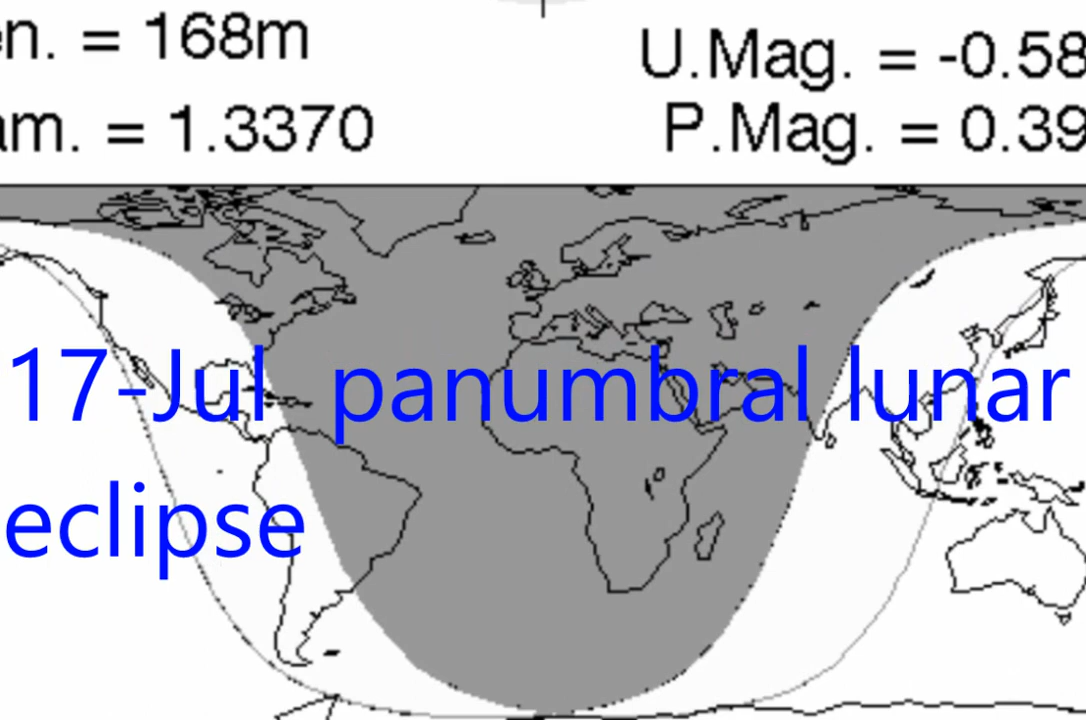 en. = 168m
U.Mag. = -0.58
am. = 1.3370
P.Mag. = 0.39
17-Jul panumbral lunar
eclipse